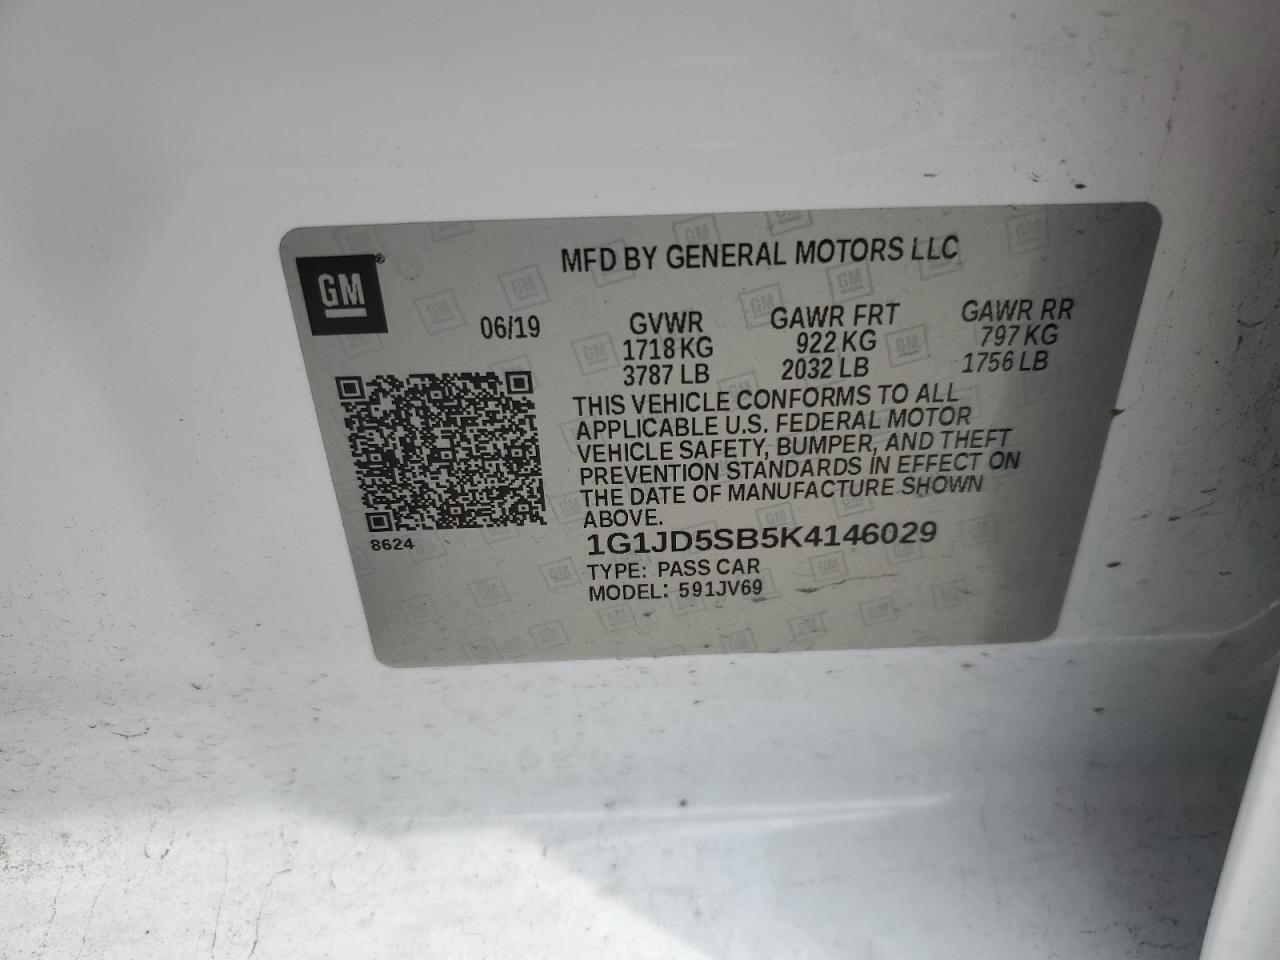 MFD BY GENERAL MOTORS LLC
GM®
06/19 GVWR GAWR FRT GAWR RR
1718 KG 922 KG 797 KG
3787 LB 2032 LB 1756 LB
THIS VEHICLE CONFORMS TO ALL
APPLICABLE U.S. FEDERAL MOTOR
VEHICLE SAFETY, BUMPER, AND THEFT
PREVENTION STANDARDS IN EFFECT ON
THE DATE OF MANUFACTURE SHOWN
ABOVE.
8624
1G1JD5SB5K4146029
TYPE: PASS CAR
MODEL: 591JV69